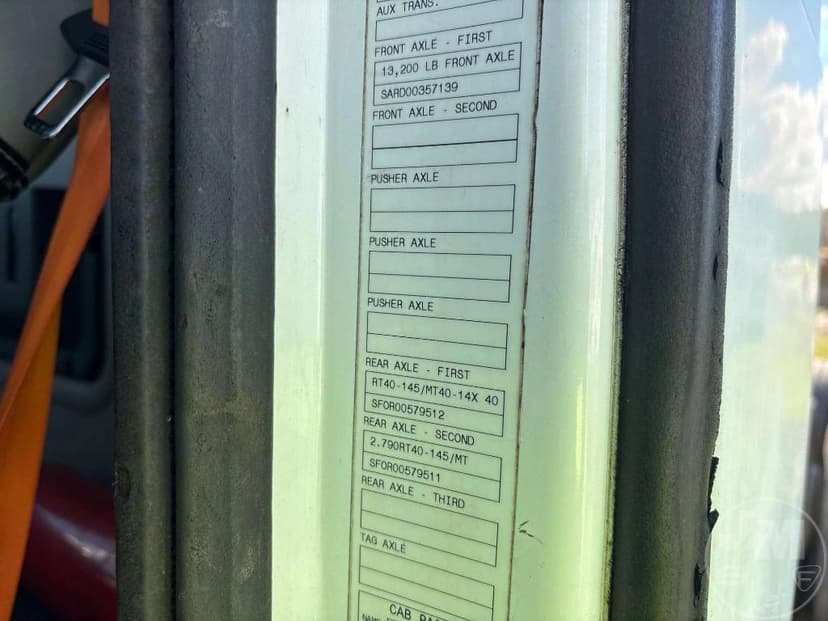 AUX TRANS.
FRONT AXLE - FIRST
13,200 LB FRONT AXLE
SARD00357139
FRONT AXLE - SECOND
PUSHER AXLE
PUSHER AXLE
PUSHER AXLE
REAR AXLE - FIRST
RT40-145/MT40-14X 40
SFOR00579512
REAR AXLE - SECOND
2.790RT40-145/MT
SFOR00579511
REAR AXLE - THIRD
TAG AXLE
CAB
M